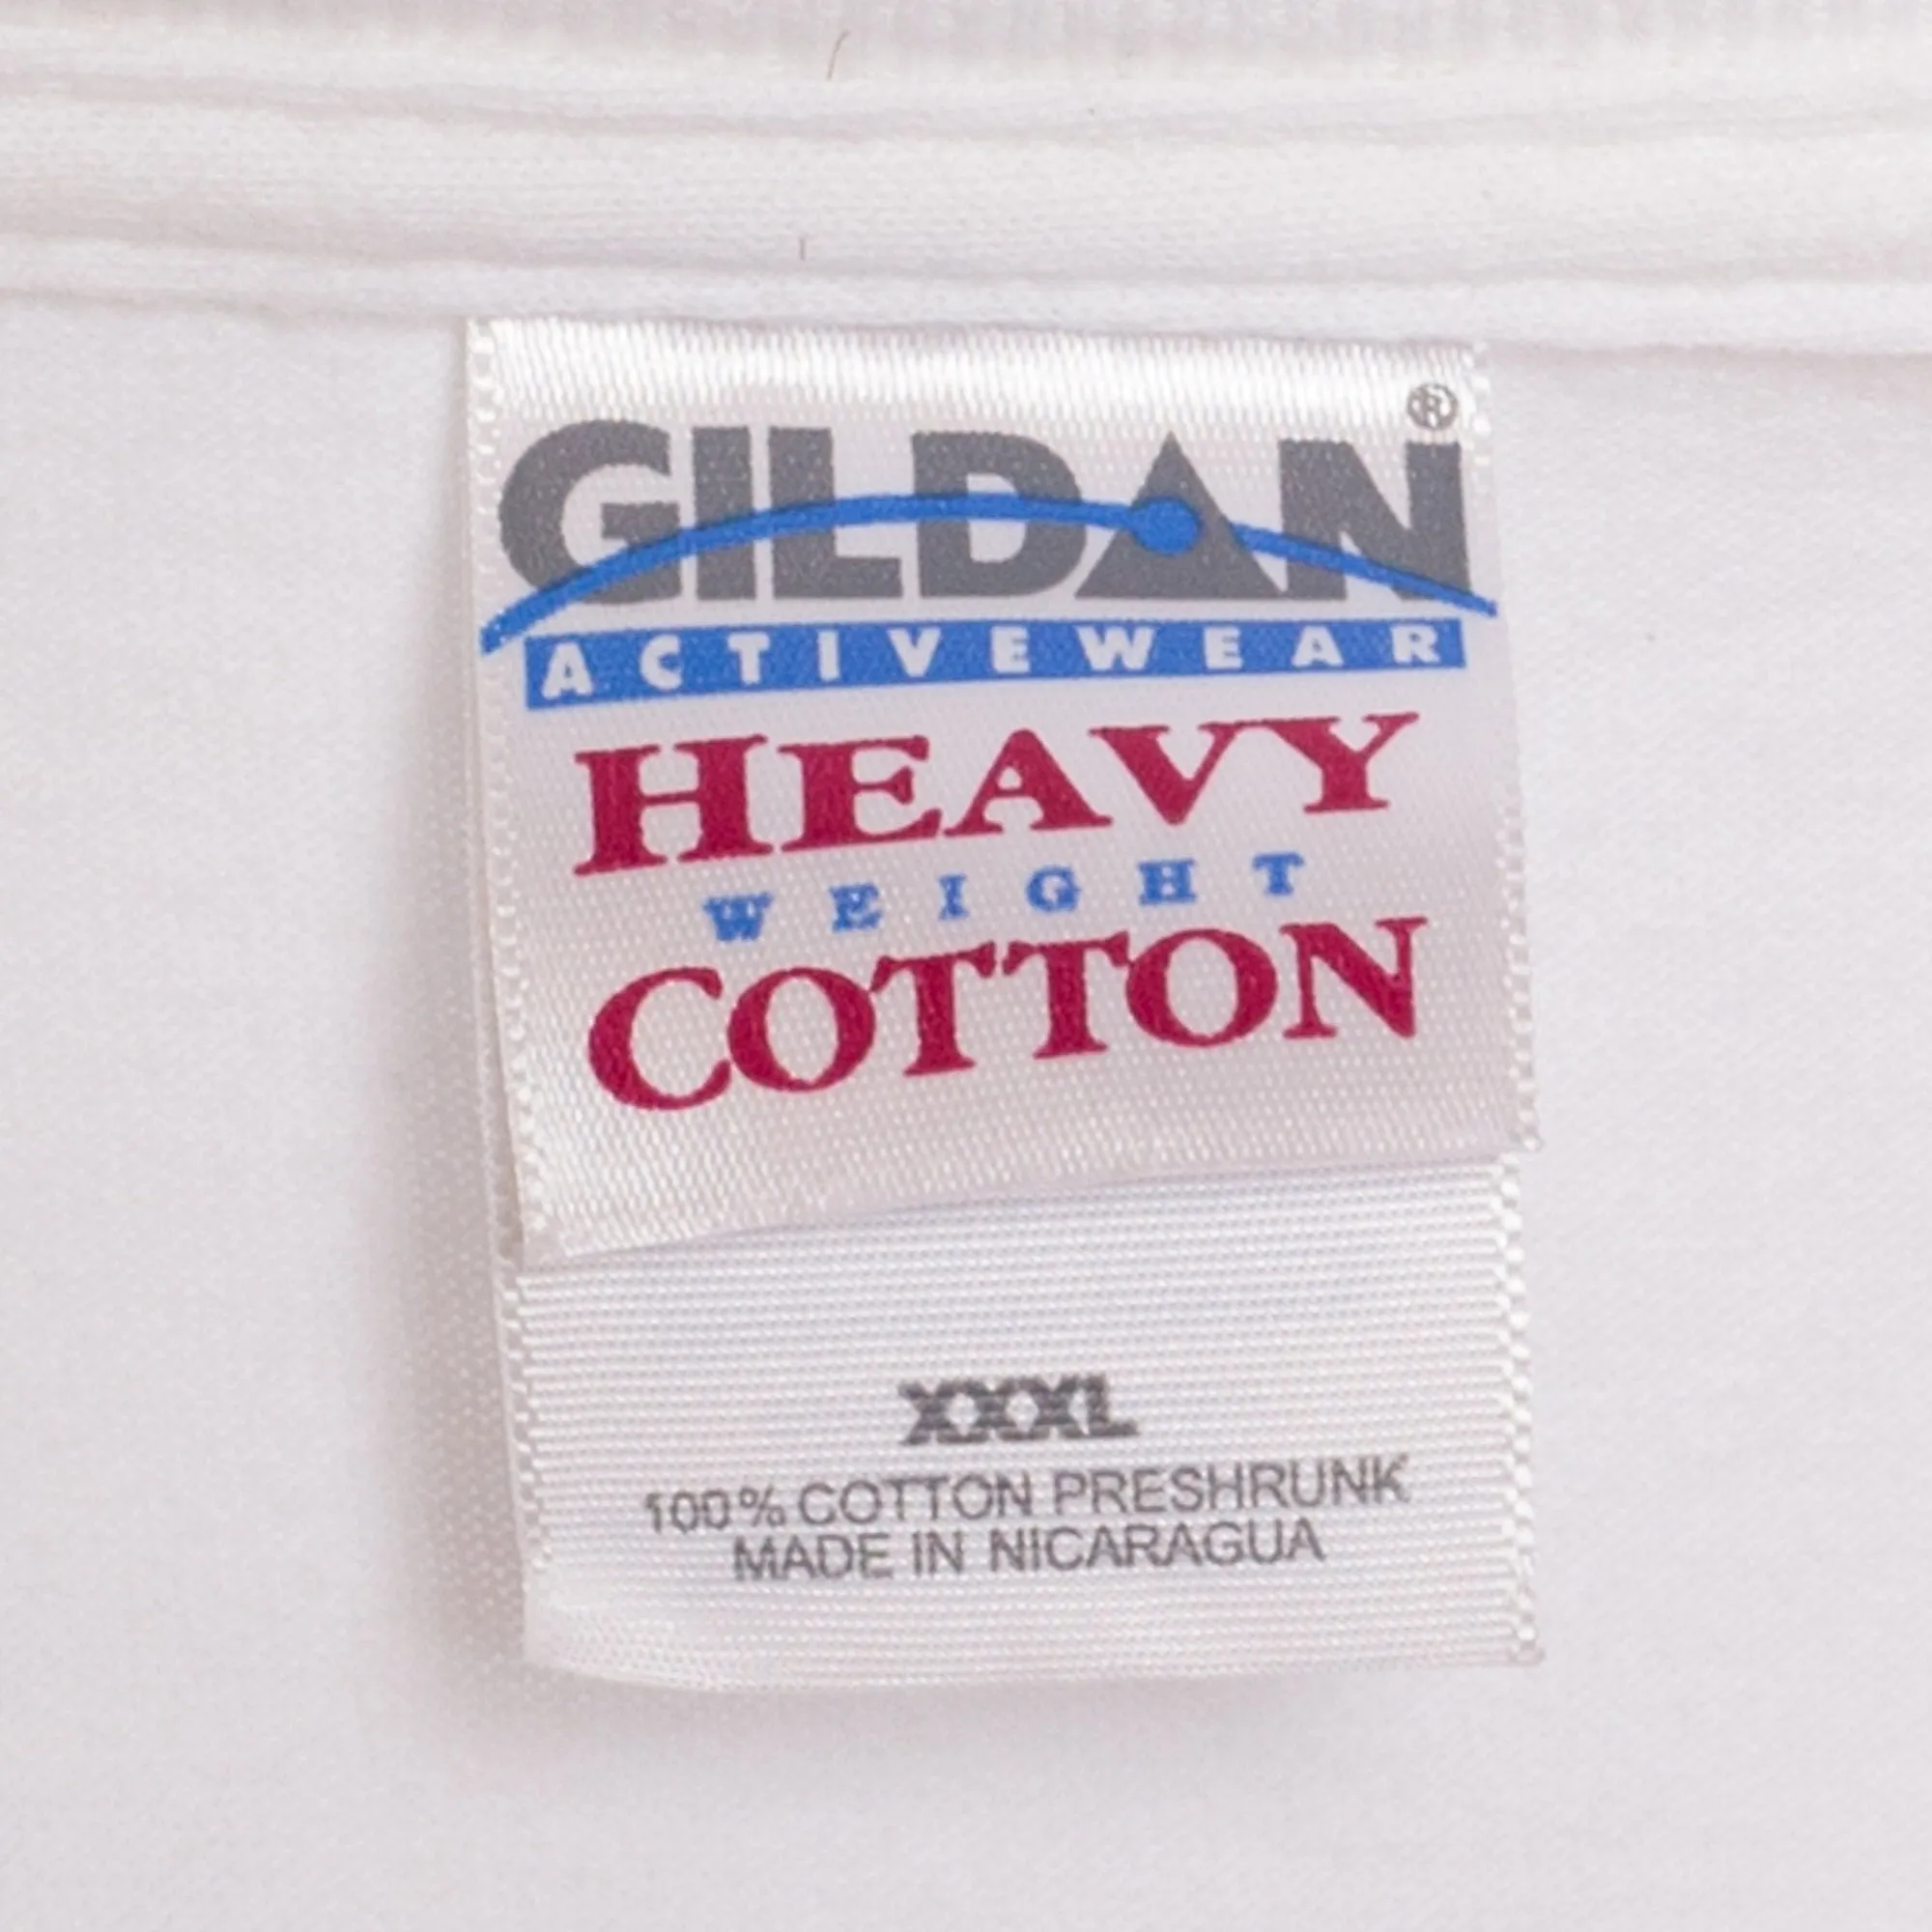 GILDAN®
ACTIVEWEAR
HEAVY
WEIGHT
COTTON
XXXL
100% COTTON PRESHRUNK
MADE IN NICARAGUA